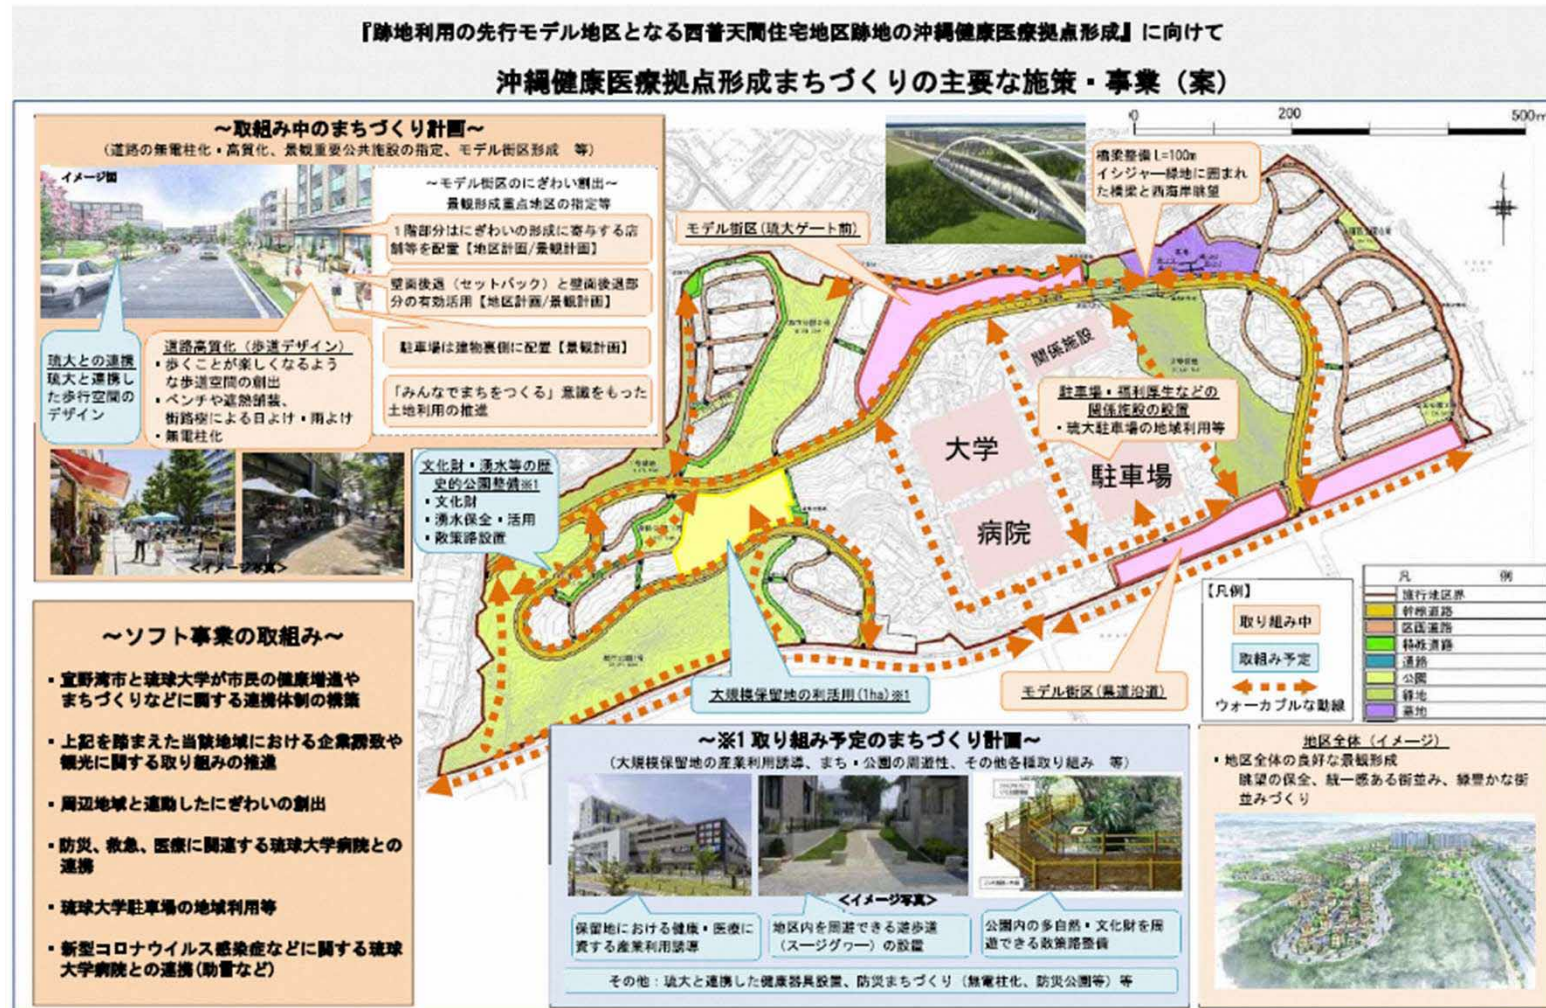 『跡地利用の先行モデル地区となる西普天間住宅地区跡地の沖縄健康医療拠点形成』に向けて
沖縄健康医療拠点形成まちづくりの主要な施策・事業（案）
～取組み中のまちづくり計画～
（道路の無電柱化・高質化、景観重要公共施設の指定、モデル街区形成　等）
イメージ図
～モデル街区のにぎわい創出～
景観形成重点地区の指定等
１階部分はにぎわいの形成に寄与する店
舗等を配置【地区計画/景観計画】
壁面後退（セットバック）と壁面後退部
分の有効活用【地区計画/景観計画】
駐車場は建物裏側に配置【景観計画】
「みんなでまちをつくる」意識をもった
土地利用の推進
琉大との連携
琉大と連携し
た歩行空間の
デザイン
道路高質化（歩道デザイン）
・歩くことが楽しくなるよう
な歩道空間の創出
・ベンチや遮熱舗装、
街路樹による日よけ・雨よけ
・無電柱化
＜イメージ写真＞
～ソフト事業の取組み～
・宜野湾市と琉球大学が市民の健康増進や
まちづくりなどに関する連携体制の構築
・上記を踏まえた当該地域における企業誘致や
観光に関する取り組みの推進
・周辺地域と連動したにぎわいの創出
・防災、救急、医療に関連する琉球大学病院との
連携
・琉球大学駐車場の地域利用等
・新型コロナウイルス感染症などに関する琉球
大学病院との連携(助言など)
0
200
500m
橋梁整備 L=100m
イシジャー緑地に囲まれ
た橋梁と西海岸眺望
モデル街区(琉大ゲート前)
関係施設
駐車場・福利厚生などの
関係施設の設置
・琉大駐車場の地域利用等
大学
駐車場
病院
文化財・湧水等の歴
史的公園整備※1
・文化財
・湧水保全・活用
・散策路設置
大規模保留地の利活用(1ha)※1
モデル街区(県道沿道)
【凡例】
取り組み中
取組み予定
ウォーカブルな動線
凡　例
施行地区界
幹線道路
区画道路
特殊道路
通路
公園
緑地
墓地
～※1 取り組み予定のまちづくり計画～
（大規模保留地の産業利用誘導、まち・公園の周遊性、その他各種取り組み　等）
＜イメージ写真＞
保留地における健康・医療に
資する産業利用誘導
地区内を周遊できる遊歩道
（スージグヮー）の設置
公園内の多自然・文化財を周
遊できる散策路整備
その他：琉大と連携した健康器具設置、防災まちづくり（無電柱化、防災公園等）等
地区全体（イメージ）
・地区全体の良好な景観形成
眺望の保全、統一感ある街並み、緑豊かな街
並みづくり